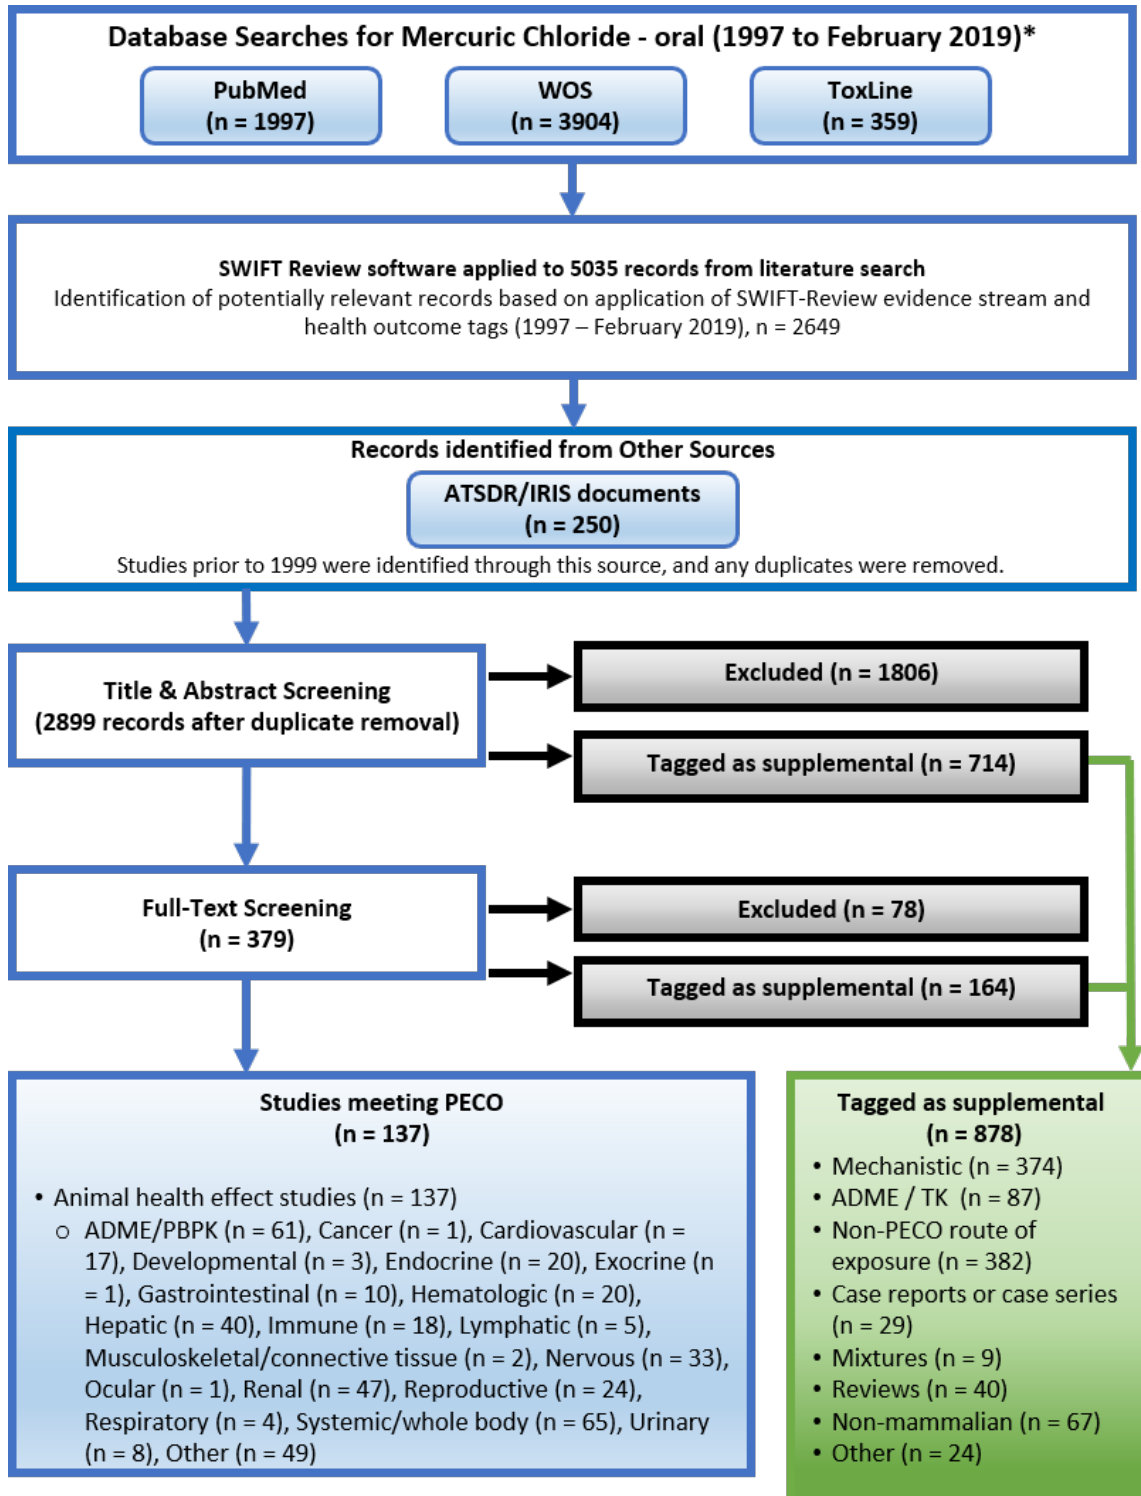 Database Searches for Mercuric Chloride - oral (1997 to February 2019)*
PubMed
(n = 1997)
WOS
(n = 3904)
ToxLine
(n = 359)
SWIFT Review software applied to 5035 records from literature search
Identification of potentially relevant records based on application of SWIFT-Review evidence stream and
health outcome tags (1997 – February 2019), n = 2649
Records identified from Other Sources
ATSDR/IRIS documents
(n = 250)
Studies prior to 1999 were identified through this source, and any duplicates were removed.
Title & Abstract Screening
(2899 records after duplicate removal)
Excluded (n = 1806)
Tagged as supplemental (n = 714)
Full-Text Screening
(n = 379)
Excluded (n = 78)
Tagged as supplemental (n = 164)
Studies meeting PECO
(n = 137)
• Animal health effect studies (n = 137)
o ADME/PBPK (n = 61), Cancer (n = 1), Cardiovascular (n =
17), Developmental (n = 3), Endocrine (n = 20), Exocrine (n
= 1), Gastrointestinal (n = 10), Hematologic (n = 20),
Hepatic (n = 40), Immune (n = 18), Lymphatic (n = 5),
Musculoskeletal/connective tissue (n = 2), Nervous (n = 33),
Ocular (n = 1), Renal (n = 47), Reproductive (n = 24),
Respiratory (n = 4), Systemic/whole body (n = 65), Urinary
(n = 8), Other (n = 49)
Tagged as supplemental
(n = 878)
• Mechanistic (n = 374)
• ADME / TK (n = 87)
• Non-PECO route of
exposure (n = 382)
• Case reports or case series
(n = 29)
• Mixtures (n = 9)
• Reviews (n = 40)
• Non-mammalian (n = 67)
• Other (n = 24)